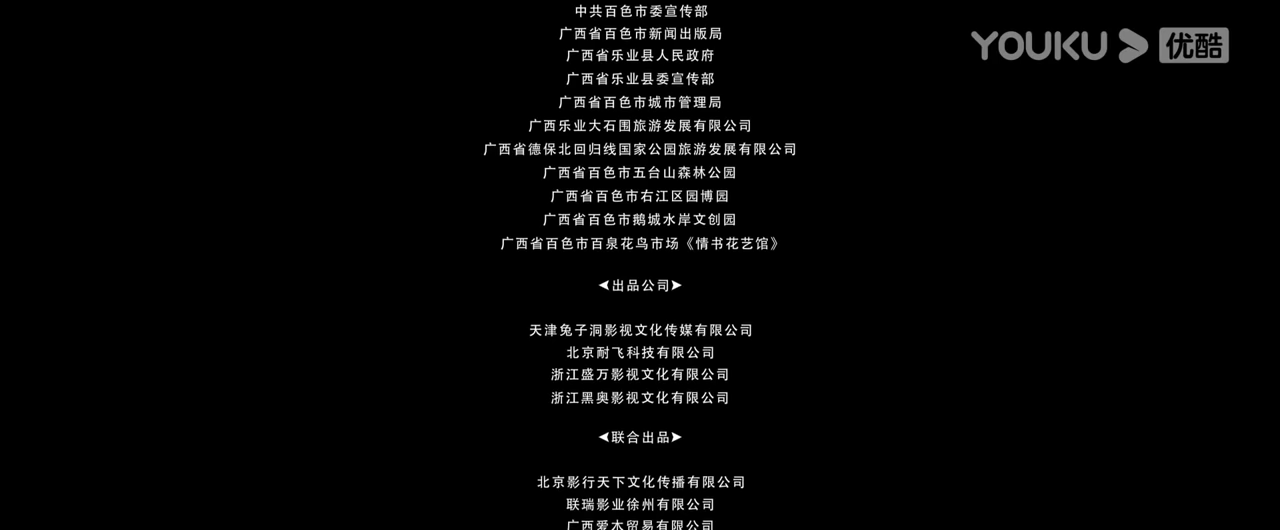 中共百色市委宣传部
YOUKU 优酷
广西省百色市新闻出版局
广西省乐业县人民政府
广西省乐业县委宣传部
广西省百色市城市管理局
广西乐业大石围旅游发展有限公司
广西省德保北回归线国家公园旅游发展有限公司
广西省百色市五台山森林公园
广西省百色市右江区园博园
广西省百色市鹅城水岸文创园
广西省百色市百泉花鸟市场《情书花艺馆》
出品公司
天津兔子洞影视文化传媒有限公司
北京耐飞科技有限公司
浙江盛万影视文化有限公司
浙江黑奥影视文化有限公司
联合出品
北京影行天下文化传播有限公司
联瑞影业徐州有限公司
广西爱木贸易有限公司